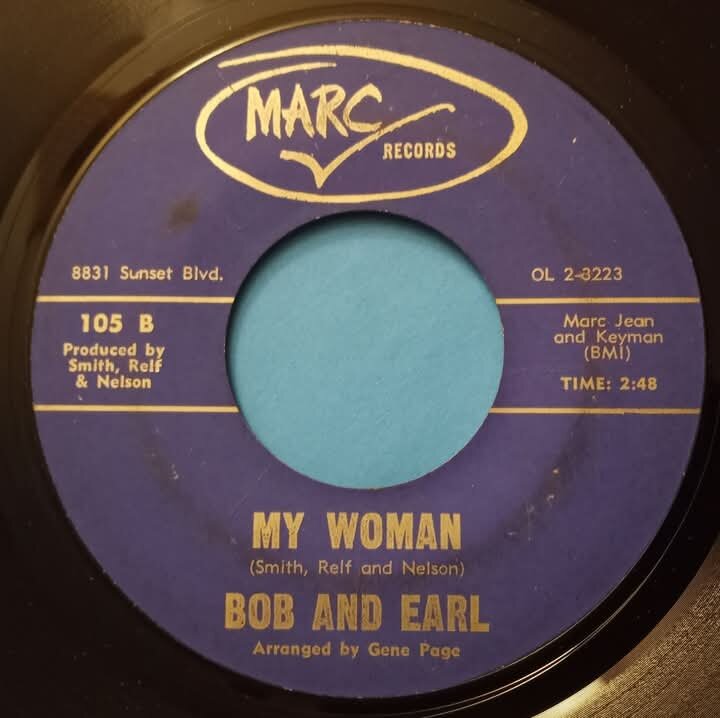 MARC
RECORDS
8831 Sunset Blvd.
OL 2-3223
105 B
Produced by
Smith, Relf
& Nelson
Marc Jean
and Keyman
(BMI)
TIME: 2:48
MY WOMAN
(Smith, Relf and Nelson)
BOB AND EARL
Arranged by Gene Page